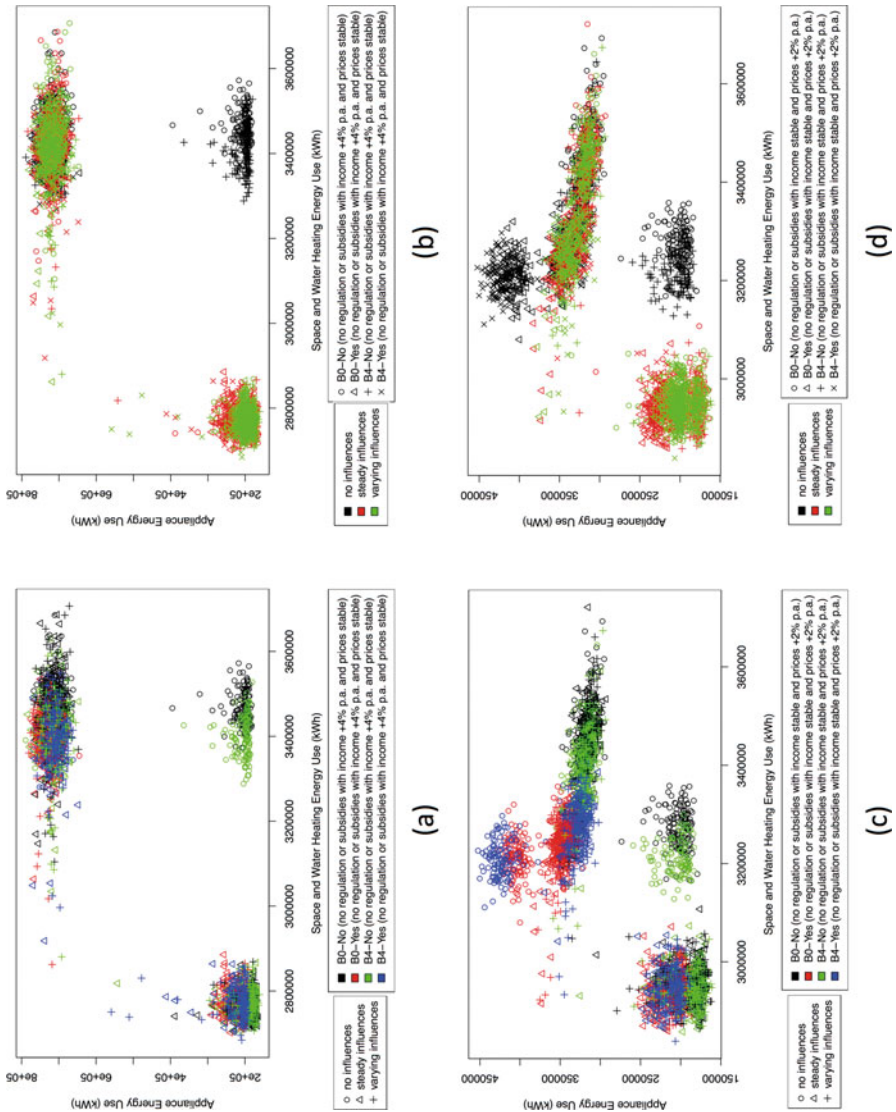 8e+05
6e+05
4e+05
2e+05
Appliance Energy Use (kWh)
2800000 3000000 3200000 3400000 3600000
Space and Water Heating Energy Use (kWh)
no influences
steady influences
varying influences
B0−No (no regulation or subsidies with income +4% p.a. and prices stable)
B0−Yes (no regulation or subsidies with income +4% p.a. and prices stable)
B4−No (no regulation or subsidies with income +4% p.a. and prices stable)
B4−Yes (no regulation or subsidies with income +4% p.a. and prices stable)
(a)
8e+05
6e+05
4e+05
2e+05
Appliance Energy Use (kWh)
2800000 3000000 3200000 3400000 3600000
Space and Water Heating Energy Use (kWh)
no influences
steady influences
varying influences
B0−No (no regulation or subsidies with income +4% p.a. and prices stable)
B0−Yes (no regulation or subsidies with income +4% p.a. and prices stable)
B4−No (no regulation or subsidies with income +4% p.a. and prices stable)
B4−Yes (no regulation or subsidies with income +4% p.a. and prices stable)
(b)
450000
350000
250000
150000
Appliance Energy Use (kWh)
3000000 3200000 3400000 3600000
Space and Water Heating Energy Use (kWh)
no influences
steady influences
varying influences
B0−No (no regulation or subsidies with income stable and prices +2% p.a.)
B0−Yes (no regulation or subsidies with income stable and prices +2% p.a.)
B4−No (no regulation or subsidies with income stable and prices +2% p.a.)
B4−Yes (no regulation or subsidies with income stable and prices +2% p.a.)
(c)
450000
350000
250000
150000
Appliance Energy Use (kWh)
3000000 3200000 3400000 3600000
Space and Water Heating Energy Use (kWh)
no influences
steady influences
varying influences
B0−No (no regulation or subsidies with income stable and prices +2% p.a.)
B0−Yes (no regulation or subsidies with income stable and prices +2% p.a.)
B4−No (no regulation or subsidies with income stable and prices +2% p.a.)
B4−Yes (no regulation or subsidies with income stable and prices +2% p.a.)
(d)